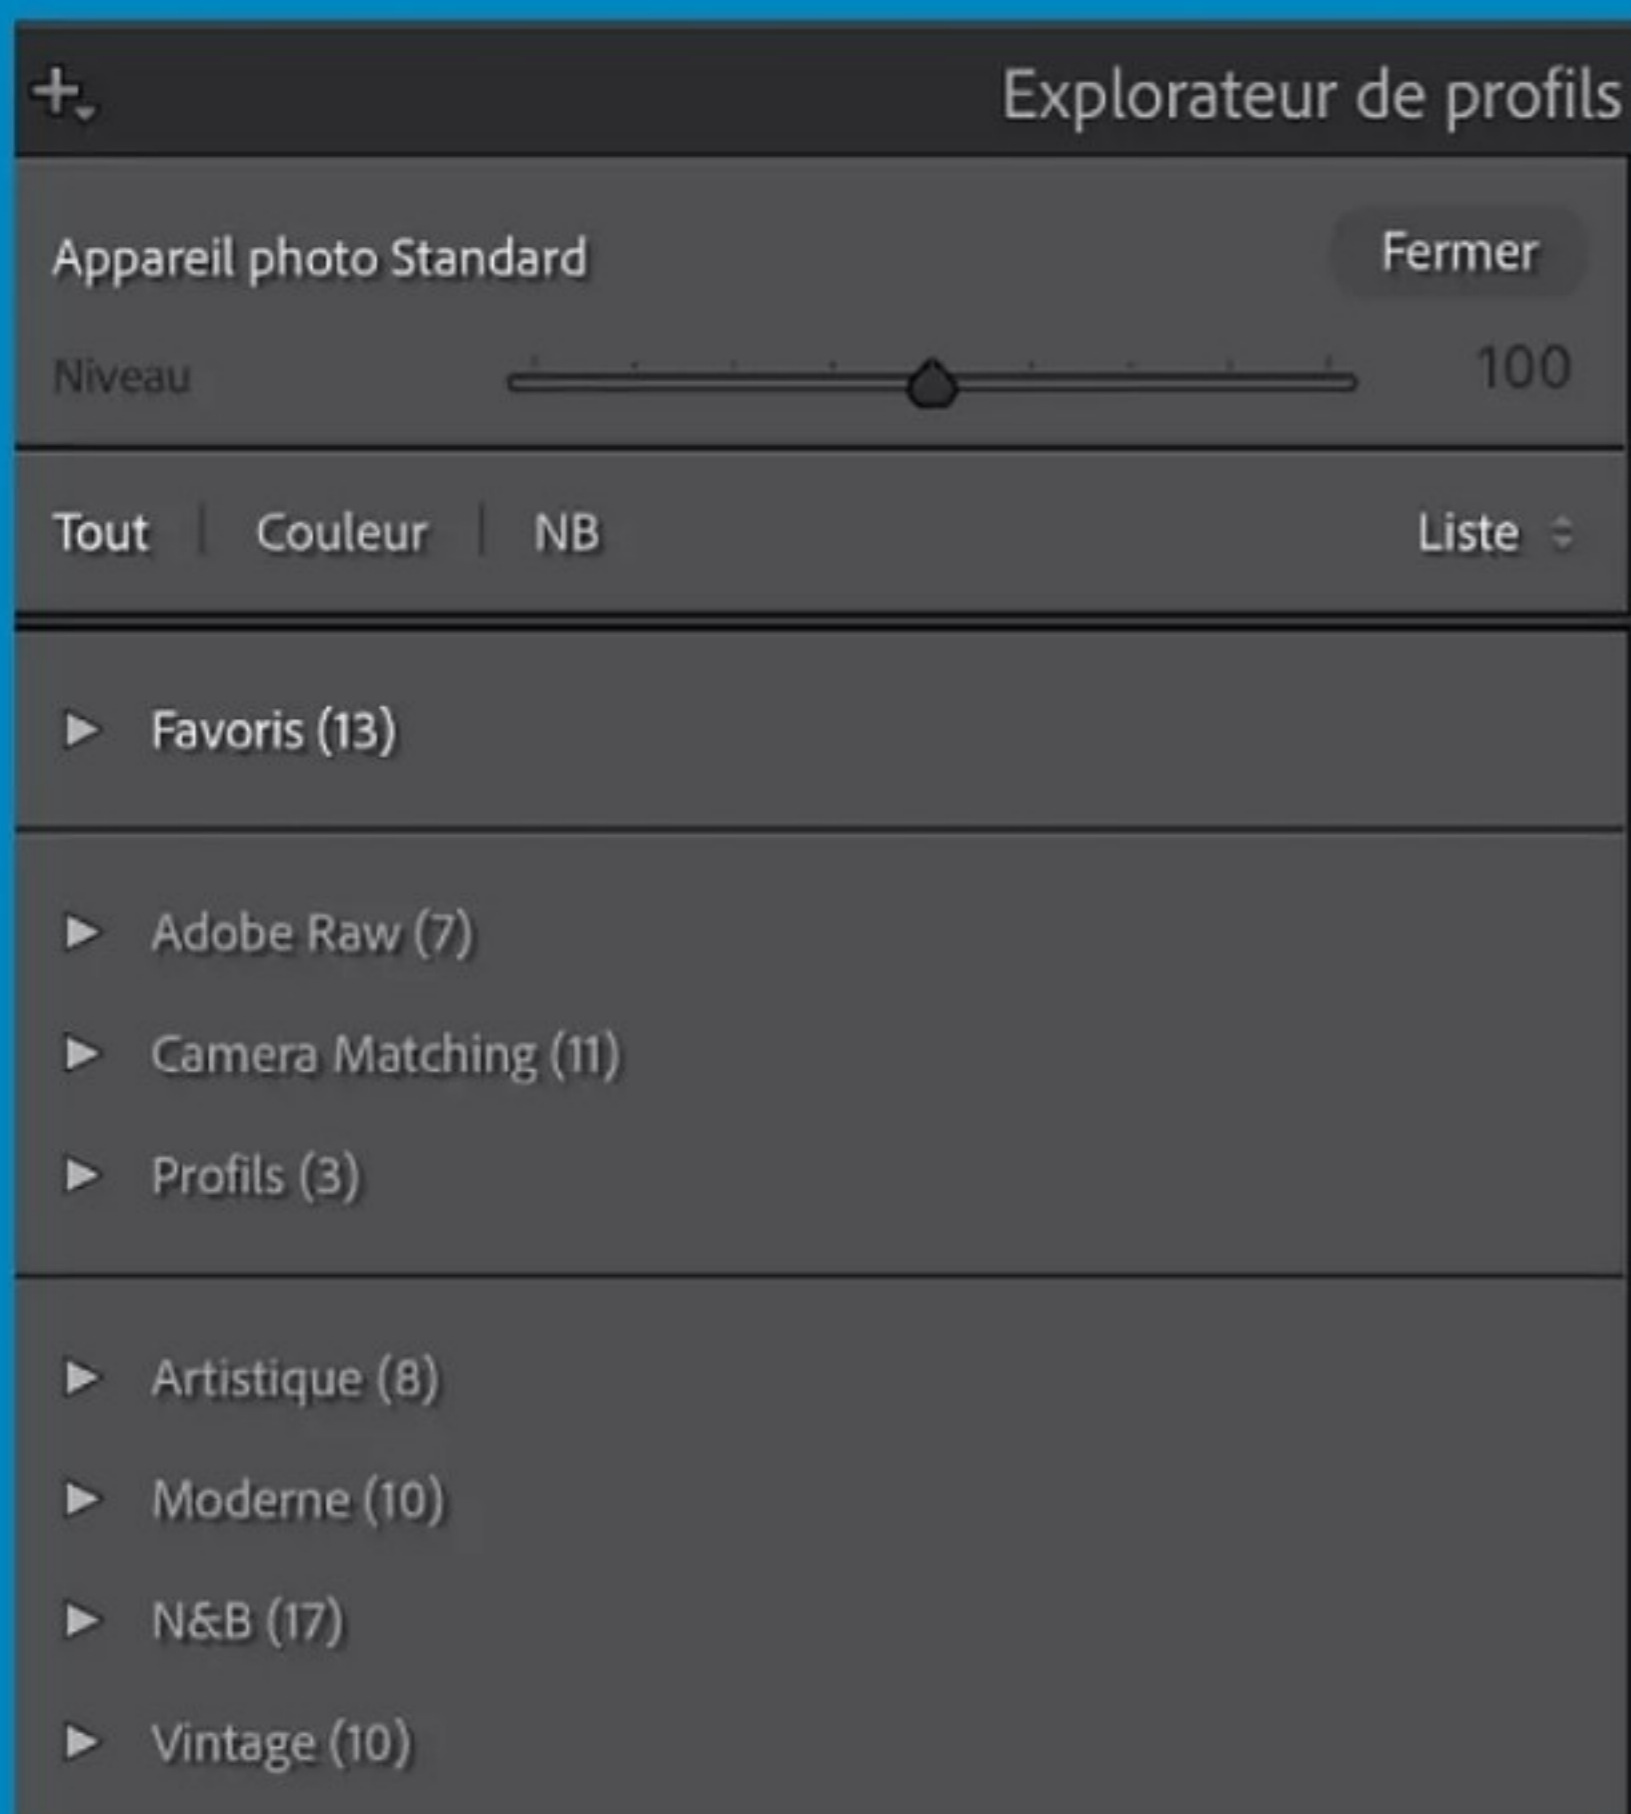 Explorateur de profils
Appareil photo Standard
Fermer
Niveau
100
Tout | Couleur | NB
Liste
Favoris (13)
Adobe Raw (7)
Camera Matching (11)
Profils (3)
Artistique (8)
Moderne (10)
N&B (17)
Vintage (10)